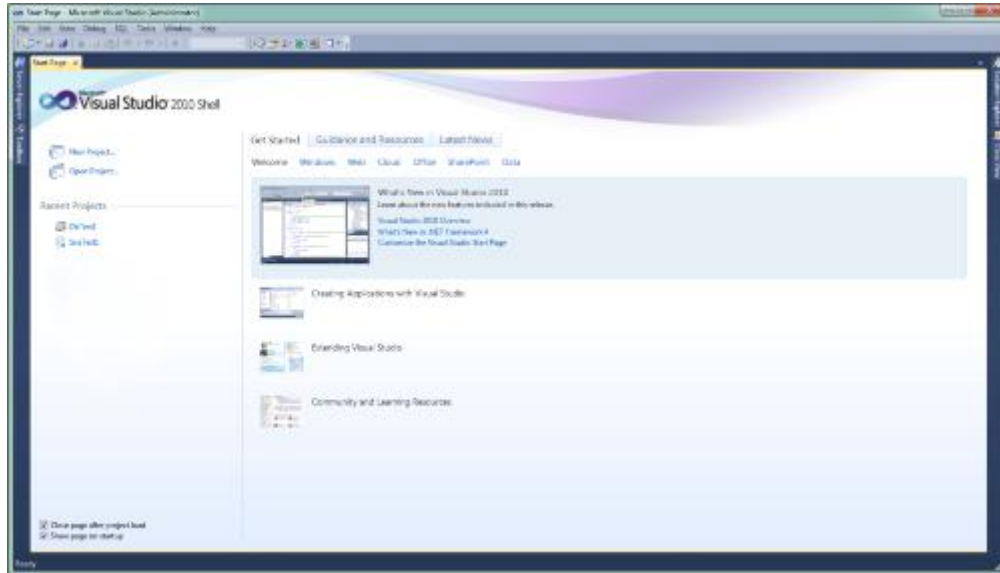 Start Page - Microsoft Visual Studio (Administrator)
File Edit View Debug SQL Tools Window Help
Start Page
Server Explorer
Toolbox
Microsoft
Visual Studio 2010 Shell
New Project...
Open Project...
Recent Projects
Get Started Guidance and Resources Latest News
Welcome Windows Web Cloud Office SharePoint Data
What's New in Visual Studio 2010
Learn about the new features included in this release.
Visual Studio 2010 Overview
What's New in .NET Framework 4
Customize the Visual Studio Start Page
Creating Applications with Visual Studio
Extending Visual Studio
Community and Learning Resources
Close page after project load
Show page on startup
Ready